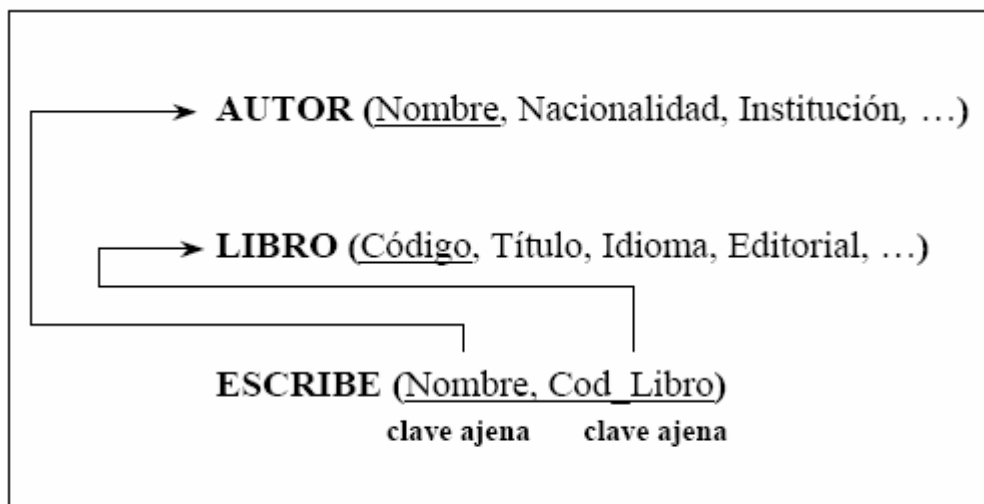 AUTOR (Nombre, Nacionalidad, Institución, …)
LIBRO (Código, Título, Idioma, Editorial, …)
ESCRIBE (Nombre, Cod_Libro)
clave ajena clave ajena